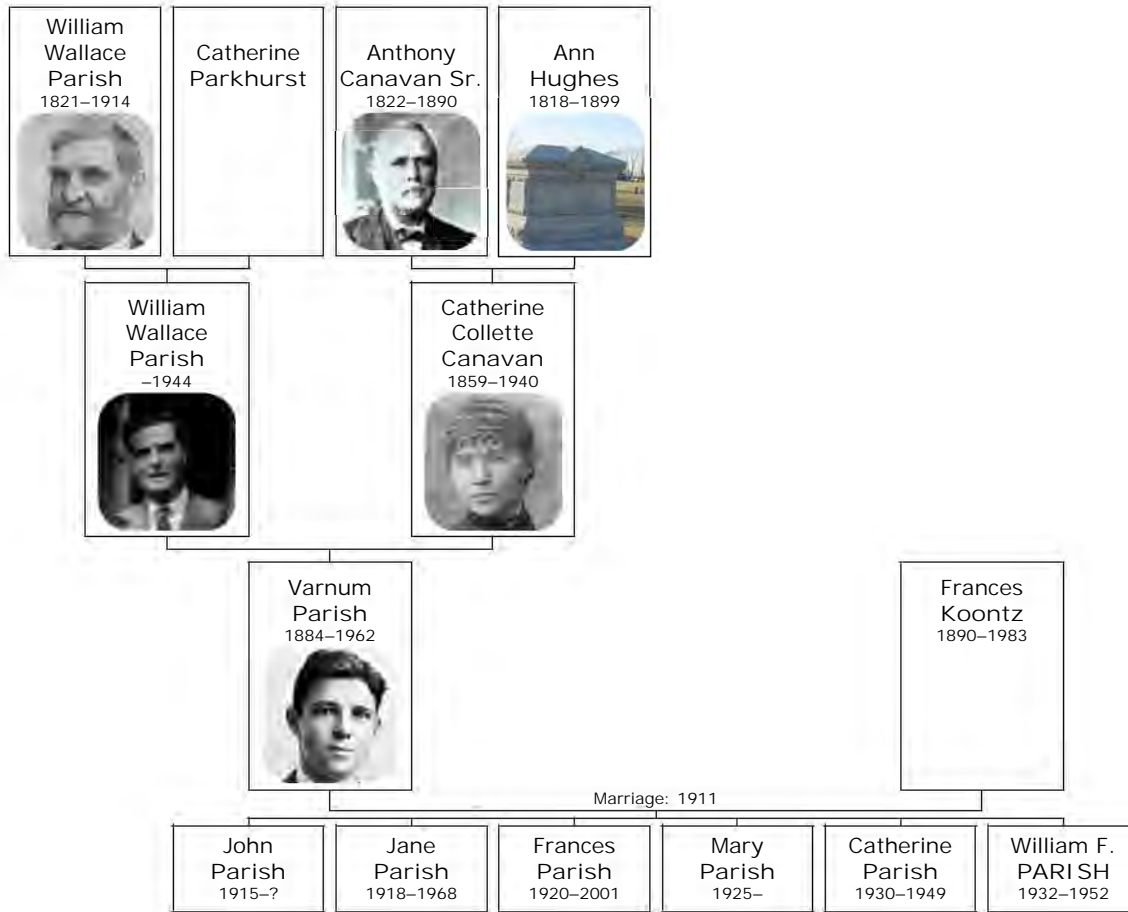 William
Wallace
Parish
1821–1914
Catherine
Parkhurst
Anthony
Canavan Sr.
1822–1890
Ann
Hughes
1818–1899
William
Wallace
Parish
–1944
Catherine
Collette
Canavan
1859–1940
Varnum
Parish
1884–1962
Frances
Koontz
1890–1983
Marriage: 1911
John
Parish
1915–?
Jane
Parish
1918–1968
Frances
Parish
1920–2001
Mary
Parish
1925–
Catherine
Parish
1930–1949
William F.
PARISH
1932–1952